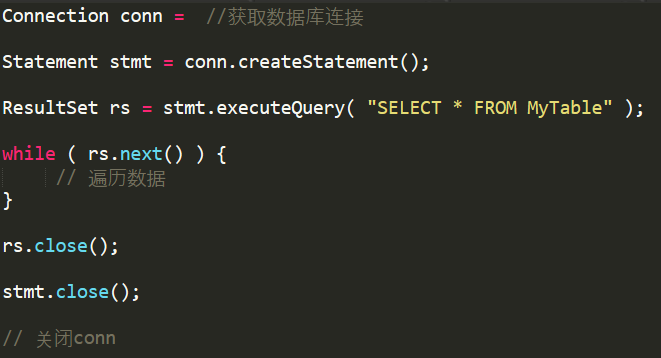 Connection conn =  //获取数据库连接
Statement stmt = conn.createStatement();
ResultSet rs = stmt.executeQuery( "SELECT * FROM MyTable" );
while ( rs.next() ) {
// 遍历数据
}
rs.close();
stmt.close();
// 关闭conn